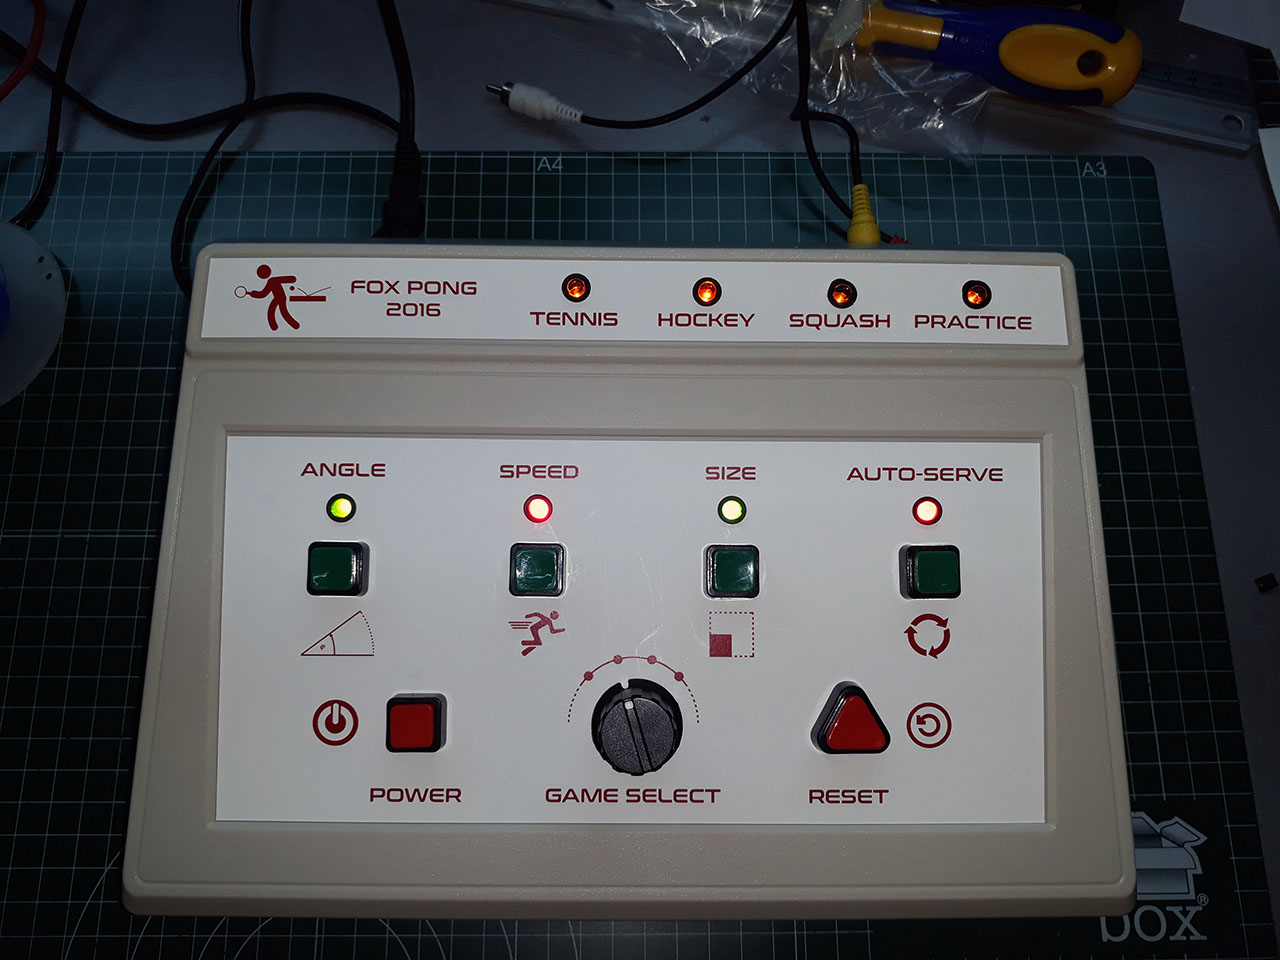 A4
A3
FOX PONG
2016
TENNIS
HOCKEY
SQUASH
PRACTICE
ANGLE
SPEED
SIZE
AUTO-SERVE
POWER
GAME SELECT
RESET
box®